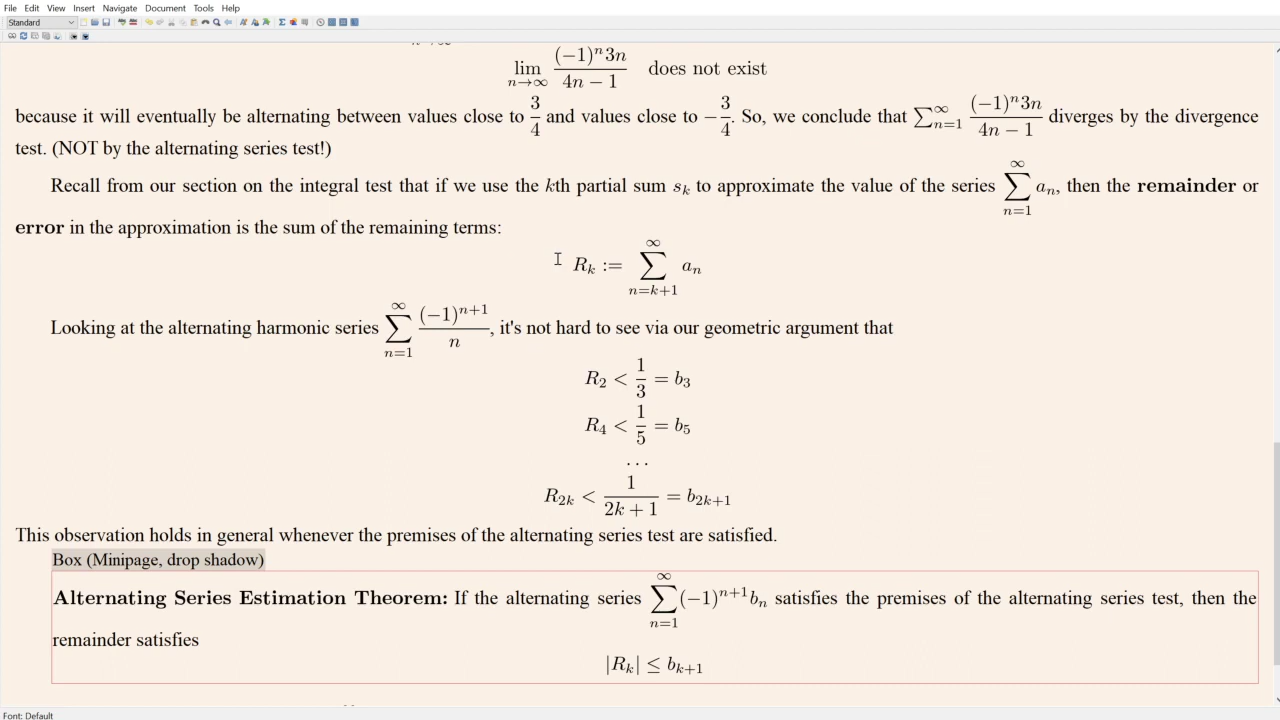 File Edit View Insert Navigate Document Tools Help
Standard
lim n→∞ (−1)ⁿ3n / 4n − 1 does not exist
because it will eventually be alternating between values close to 3/4 and values close to −3/4. So, we conclude that ∑_{n=1}^{∞} (−1)ⁿ3n / 4n − 1 diverges by the divergence
test. (NOT by the alternating series test!)
Recall from our section on the integral test that if we use the kth partial sum s_k to approximate the value of the series ∑_{n=1}^{∞} a_n, then the remainder or
error in the approximation is the sum of the remaining terms:
R_k := ∑_{n=k+1}^{∞} a_n
Looking at the alternating harmonic series ∑_{n=1}^{∞} (−1)^{n+1} / n, it's not hard to see via our geometric argument that
R_2 < 1/3 = b_3
R_4 < 1/5 = b_5
...
R_{2k} < 1 / 2k + 1 = b_{2k+1}
This observation holds in general whenever the premises of the alternating series test are satisfied.
Box (Minipage, drop shadow)
Alternating Series Estimation Theorem: If the alternating series ∑_{n=1}^{∞} (−1)^{n+1} b_n satisfies the premises of the alternating series test, then the
remainder satisfies
|R_k| ≤ b_{k+1}
Font: Default